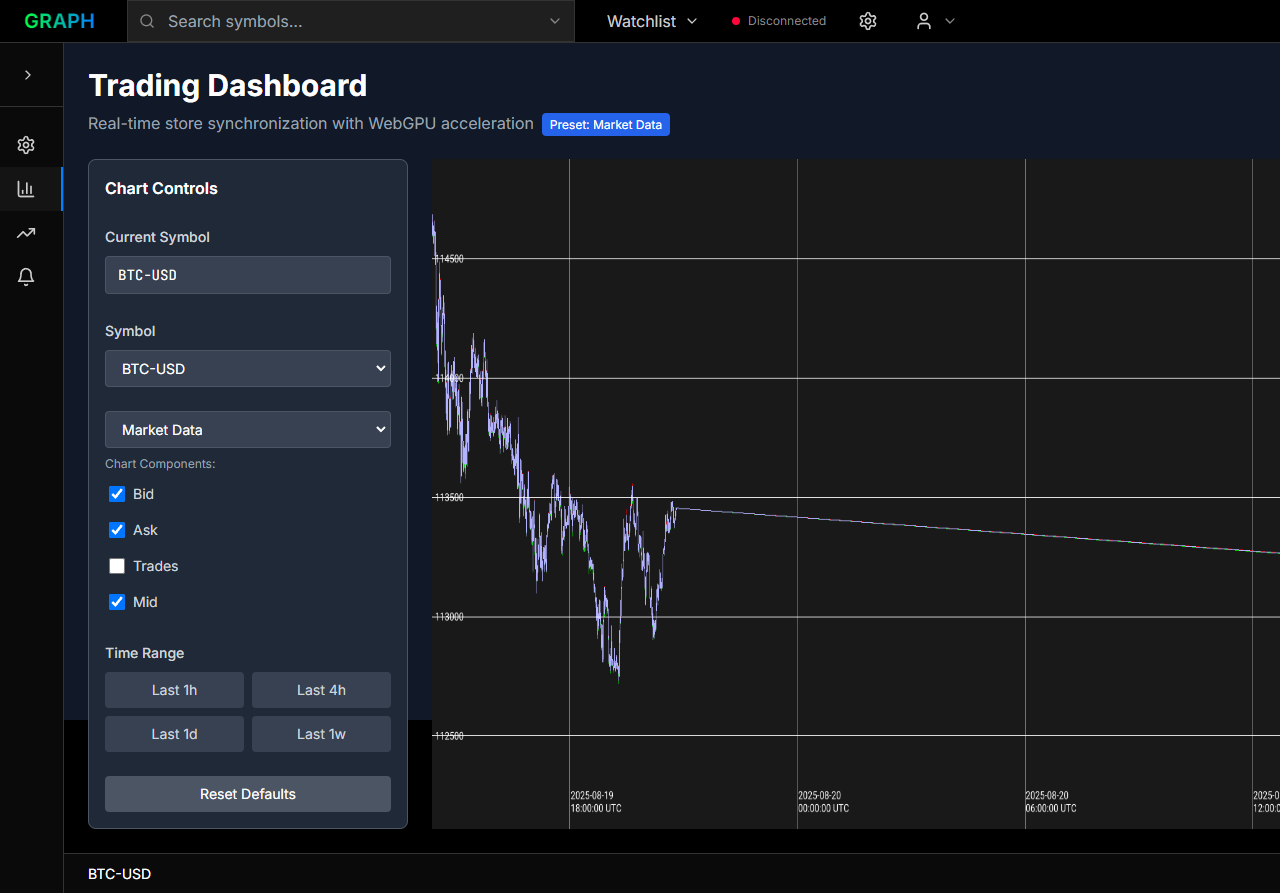 GRAPH
Search symbols...
Watchlist
Disconnected
Trading Dashboard
Real-time store synchronization with WebGPU acceleration
Preset: Market Data
Chart Controls
Current Symbol
BTC-USD
Symbol
BTC-USD
Market Data
Chart Components:
Bid
Ask
Trades
Mid
Time Range
Last 1h
Last 4h
Last 1d
Last 1w
Reset Defaults
114500
114000
113500
113000
112500
2025-08-19
18:00:00 UTC
2025-08-20
00:00:00 UTC
2025-08-20
06:00:00 UTC
2025-0
12:00:0
BTC-USD